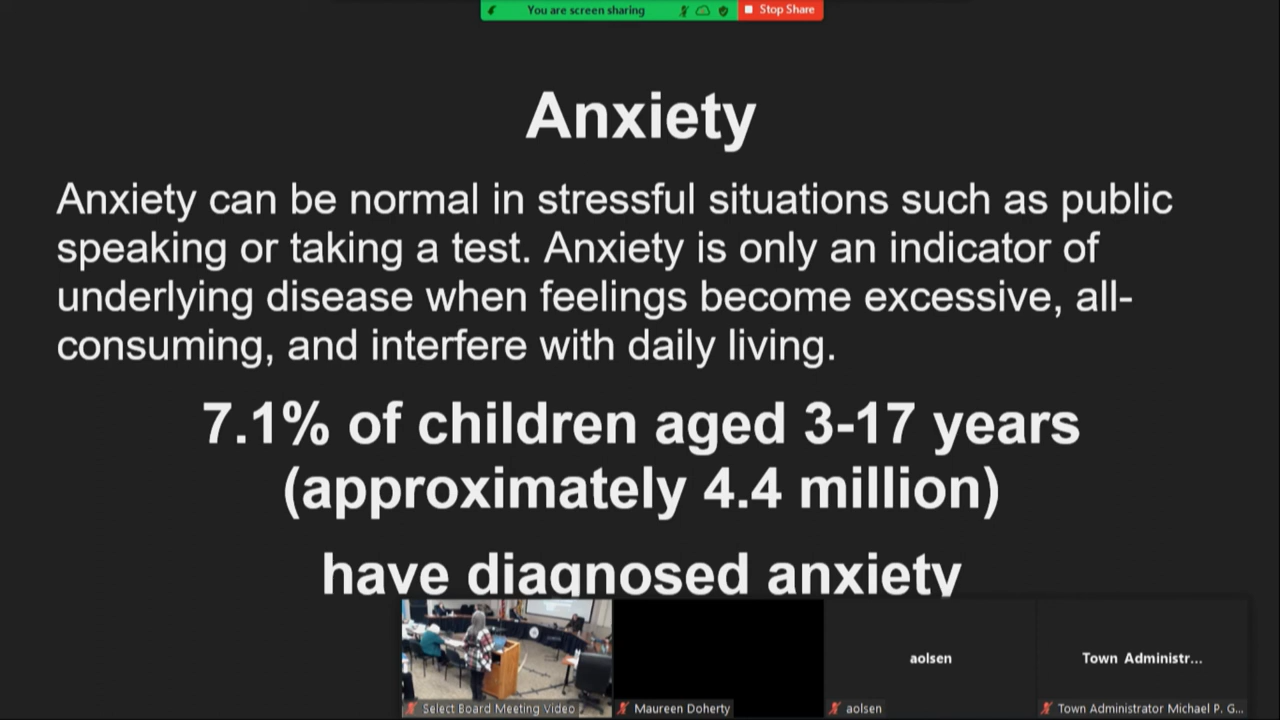 You are screen sharing
Stop Share
Anxiety
Anxiety can be normal in stressful situations such as public
speaking or taking a test. Anxiety is only an indicator of
underlying disease when feelings become excessive, all-
consuming, and interfere with daily living.
7.1% of children aged 3-17 years
(approximately 4.4 million)
have diagnosed anxiety
aolsen
Town Administr...
Select Board Meeting Video
Maureen Doherty
aolsen
Town Administrator Michael P. G...